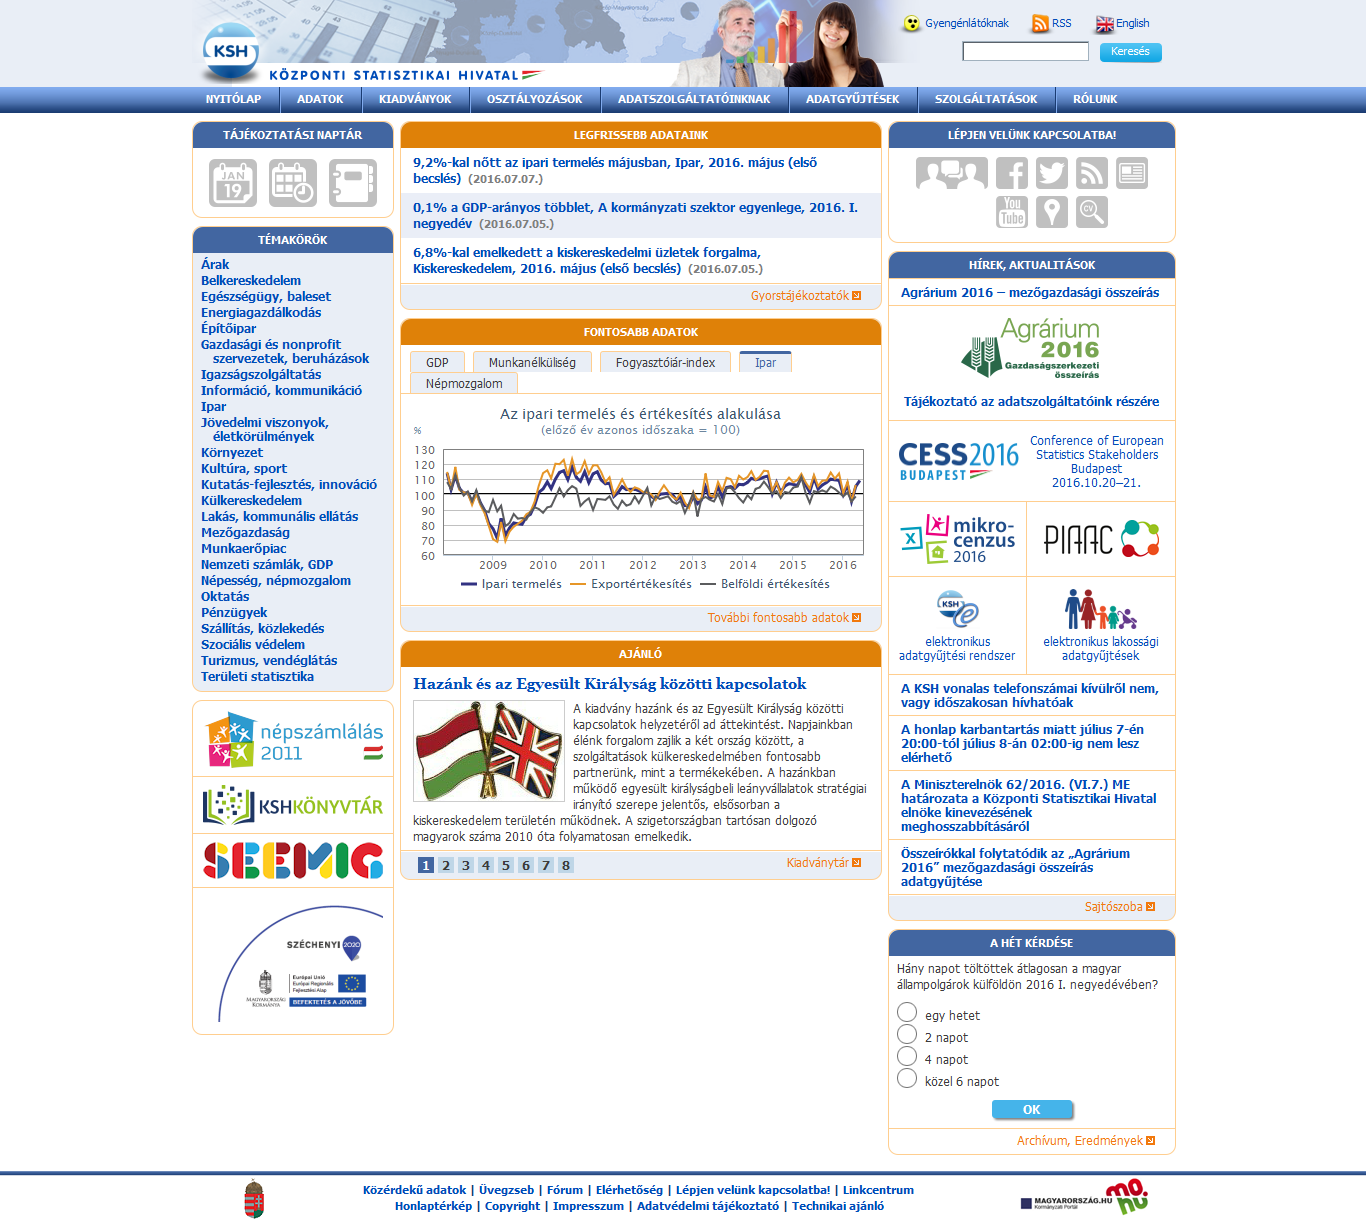 Gyengénlátóknak
RSS
English
Keresés
KSH
KÖZPONTI STATISZTIKAI HIVATAL
NYITÓLAP
ADATOK
KIADVÁNYOK
OSZTÁLYOZÁSOK
ADATSZOLGÁLTATÓINKNAK
ADATGYŰJTÉSEK
SZOLGÁLTATÁSOK
RÓLUNK
TÁJÉKOZTATÁSI NAPTÁR
JAN
19
TÉMAKÖRÖK
Árak
Belkereskedelem
Egészségügy, baleset
Energiagazdálkodás
Építőipar
Gazdasági és nonprofit
szervezetek, beruházások
Igazságszolgáltatás
Információ, kommunikáció
Ipar
Jövedelmi viszonyok,
életkörülmények
Környezet
Kultúra, sport
Kutatás-fejlesztés, innováció
Külkereskedelem
Lakás, kommunális ellátás
Mezőgazdaság
Munkaerőpiac
Nemzeti számlák, GDP
Népesség, népmozgalom
Oktatás
Pénzügyek
Szállítás, közlekedés
Szociális védelem
Turizmus, vendéglátás
Területi statisztika
népszámlálás
2011
KSHKÖNYVTÁR
SEEMIG
SZÉCHENYI 2020
MAGYARORSZÁG
KORMÁNYA
Európai Unió
Európai Regionális
Fejlesztési Alap
BEFEKTETÉS A JÖVŐBE
LEGFRISSEBB ADATAINK
9,2%-kal nőtt az ipari termelés májusban, Ipar, 2016. május (első
becslés) (2016.07.07.)
0,1% a GDP-arányos többlet, A kormányzati szektor egyenlege, 2016. I.
negyedév (2016.07.05.)
6,8%-kal emelkedett a kiskereskedelmi üzletek forgalma,
Kiskereskedelem, 2016. május (első becslés) (2016.07.05.)
Gyorstájékoztatók
FONTOSABB ADATOK
GDP
Munkanélküliség
Fogyasztóiár-index
Ipar
Népmozgalom
Az ipari termelés és értékesítés alakulása
(előző év azonos időszaka = 100)
%
130
120
110
100
90
80
70
60
2009 2010 2011 2012 2013 2014 2015 2016
Ipari termelés
Exportértékesítés
Belföldi értékesítés
További fontosabb adatok
AJÁNLÓ
Hazánk és az Egyesült Királyság közötti kapcsolatok
A kiadvány hazánk és az Egyesült Királyság közötti
kapcsolatok helyzetéről ad áttekintést. Napjainkban
élénk forgalom zajlik a két ország között, a
szolgáltatások külkereskedelmében fontosabb
partnerünk, mint a termékekében. A hazánkban
működő egyesült királyságbeli leányvállalatok stratégiai
irányító szerepe jelentős, elsősorban a
kiskereskedelem területén működnek. A szigetországban tartósan dolgozó
magyarok száma 2010 óta folyamatosan emelkedik.
1 2 3 4 5 6 7 8
Kiadványtár
LÉPJEN VELÜNK KAPCSOLATBA!
You
Tube
CV
HÍREK, AKTUALITÁSOK
Agrárium 2016 – mezőgazdasági összeírás
Agrárium
2016
Gazdaságszerkezeti
összeírás
Tájékoztató az adatszolgáltatóink részére
CESS2016
BUDAPEST
Conference of European
Statistics Stakeholders
Budapest
2016.10.20–21.
mikro-
cenzus
2016
PIAAC
KSH
elektronikus
adatgyűjtési rendszer
elektronikus lakossági
adatgyűjtések
A KSH vonalas telefonszámai kívülről nem,
vagy időszakosan hívhatóak
A honlap karbantartás miatt július 7-én
20:00-tól július 8-án 02:00-ig nem lesz
elérhető
A Miniszterelnök 62/2016. (VI.7.) ME
határozata a Központi Statisztikai Hivatal
elnöke kinevezésének
meghosszabbításáról
Összeírókkal folytatódik az „Agrárium
2016” mezőgazdasági összeírás
adatgyűjtése
Sajtószoba
A HÉT KÉRDÉSE
Hány napot töltöttek átlagosan a magyar
állampolgárok külföldön 2016 I. negyedévében?
egy hetet
2 napot
4 napot
közel 6 napot
OK
Archívum, Eredmények
Közérdekű adatok | Üvegzseb | Fórum | Elérhetőség | Lépjen velünk kapcsolatba! | Linkcentrum
Honlaptérkép | Copyright | Impresszum | Adatvédelmi tájékoztató | Technikai ajánló
MAGYARORSZÁG.HU
Kormányzati Portál
mo.hu